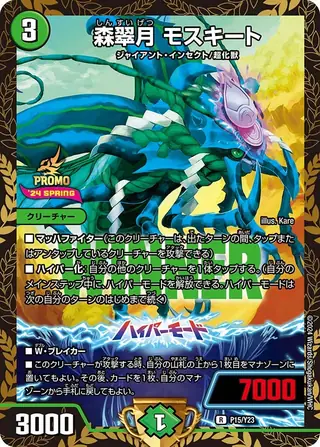 3
しんすいげつ
森翠月 モスキート
ジャイアント・インセクト/超化獣
PROMO
'24 SPRING
illus. Kare
クリーチャー
■マッハファイター(このクリーチャーは、出たターンの間、タップまたはアンタップしているクリーチャーを攻撃できる)
■ハイパー化:自分の他のクリーチャーを1体タップする。(自分のメインステップ中に、ハイパーモードを解放できる。ハイパーモードは次の自分のターンのはじめまで続く)
WINNER
ハイパーモード
■W・ブレイカー
■このクリーチャーが攻撃する時、自分の山札の上から1枚目をマナゾーンに置いてもよい。その後、カードを1枚、自分のマナゾーンから手札に戻してもよい。
3000
1
7000
R P15/Y23